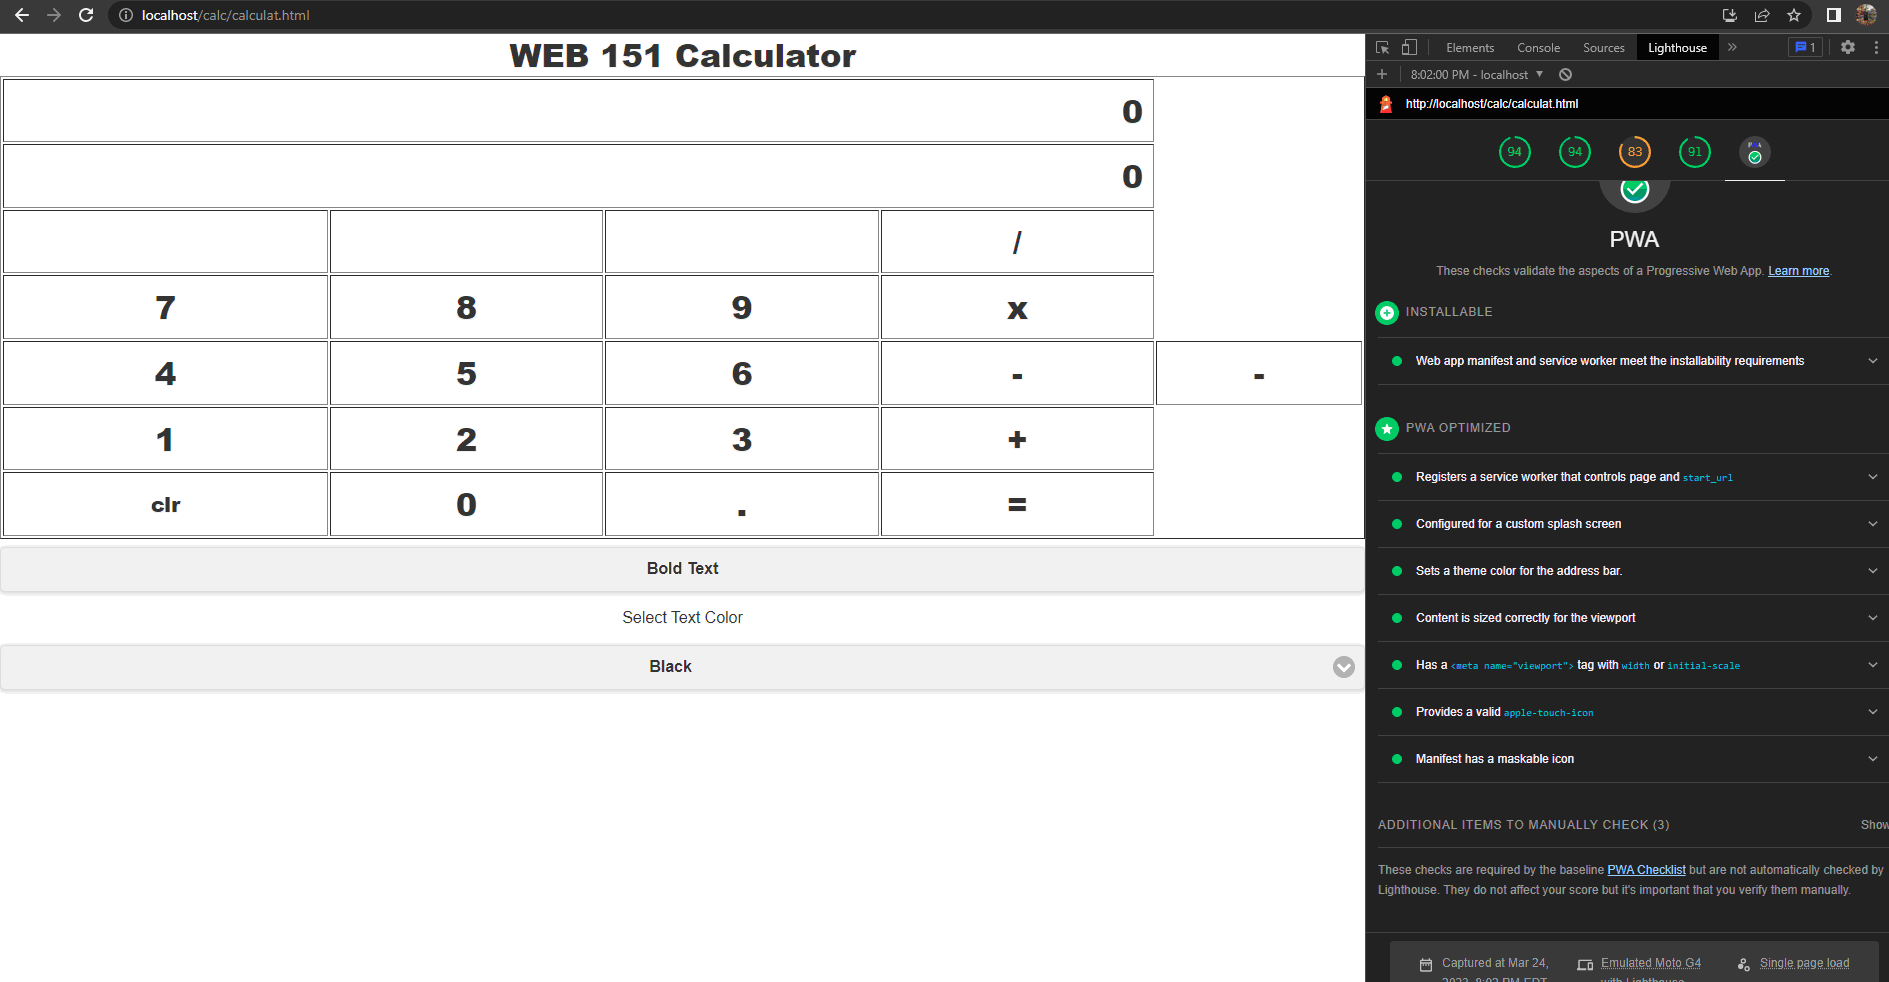 localhost/calc/calculat.html
WEB 151 Calculator
0
0
/
7 8 9 x
4 5 6 - -
1 2 3 +
clr 0 . =
Bold Text
Select Text Color
Black
Elements Console Sources Lighthouse » 1
8:02:00 PM - localhost
http://localhost/calc/calculat.html
94 94 83 91 PWA
PWA
These checks validate the aspects of a Progressive Web App. Learn more.
INSTALLABLE
Web app manifest and service worker meet the installability requirements
PWA OPTIMIZED
Registers a service worker that controls page and start_url
Configured for a custom splash screen
Sets a theme color for the address bar.
Content is sized correctly for the viewport
Has a <meta name="viewport"> tag with width or initial-scale
Provides a valid apple-touch-icon
Manifest has a maskable icon
ADDITIONAL ITEMS TO MANUALLY CHECK (3) Show
These checks are required by the baseline PWA Checklist but are not automatically checked by
Lighthouse. They do not affect your score but it's important that you verify them manually.
Captured at Mar 24, Emulated Moto G4 Single page load
8:02 PM EDT with Lighthouse